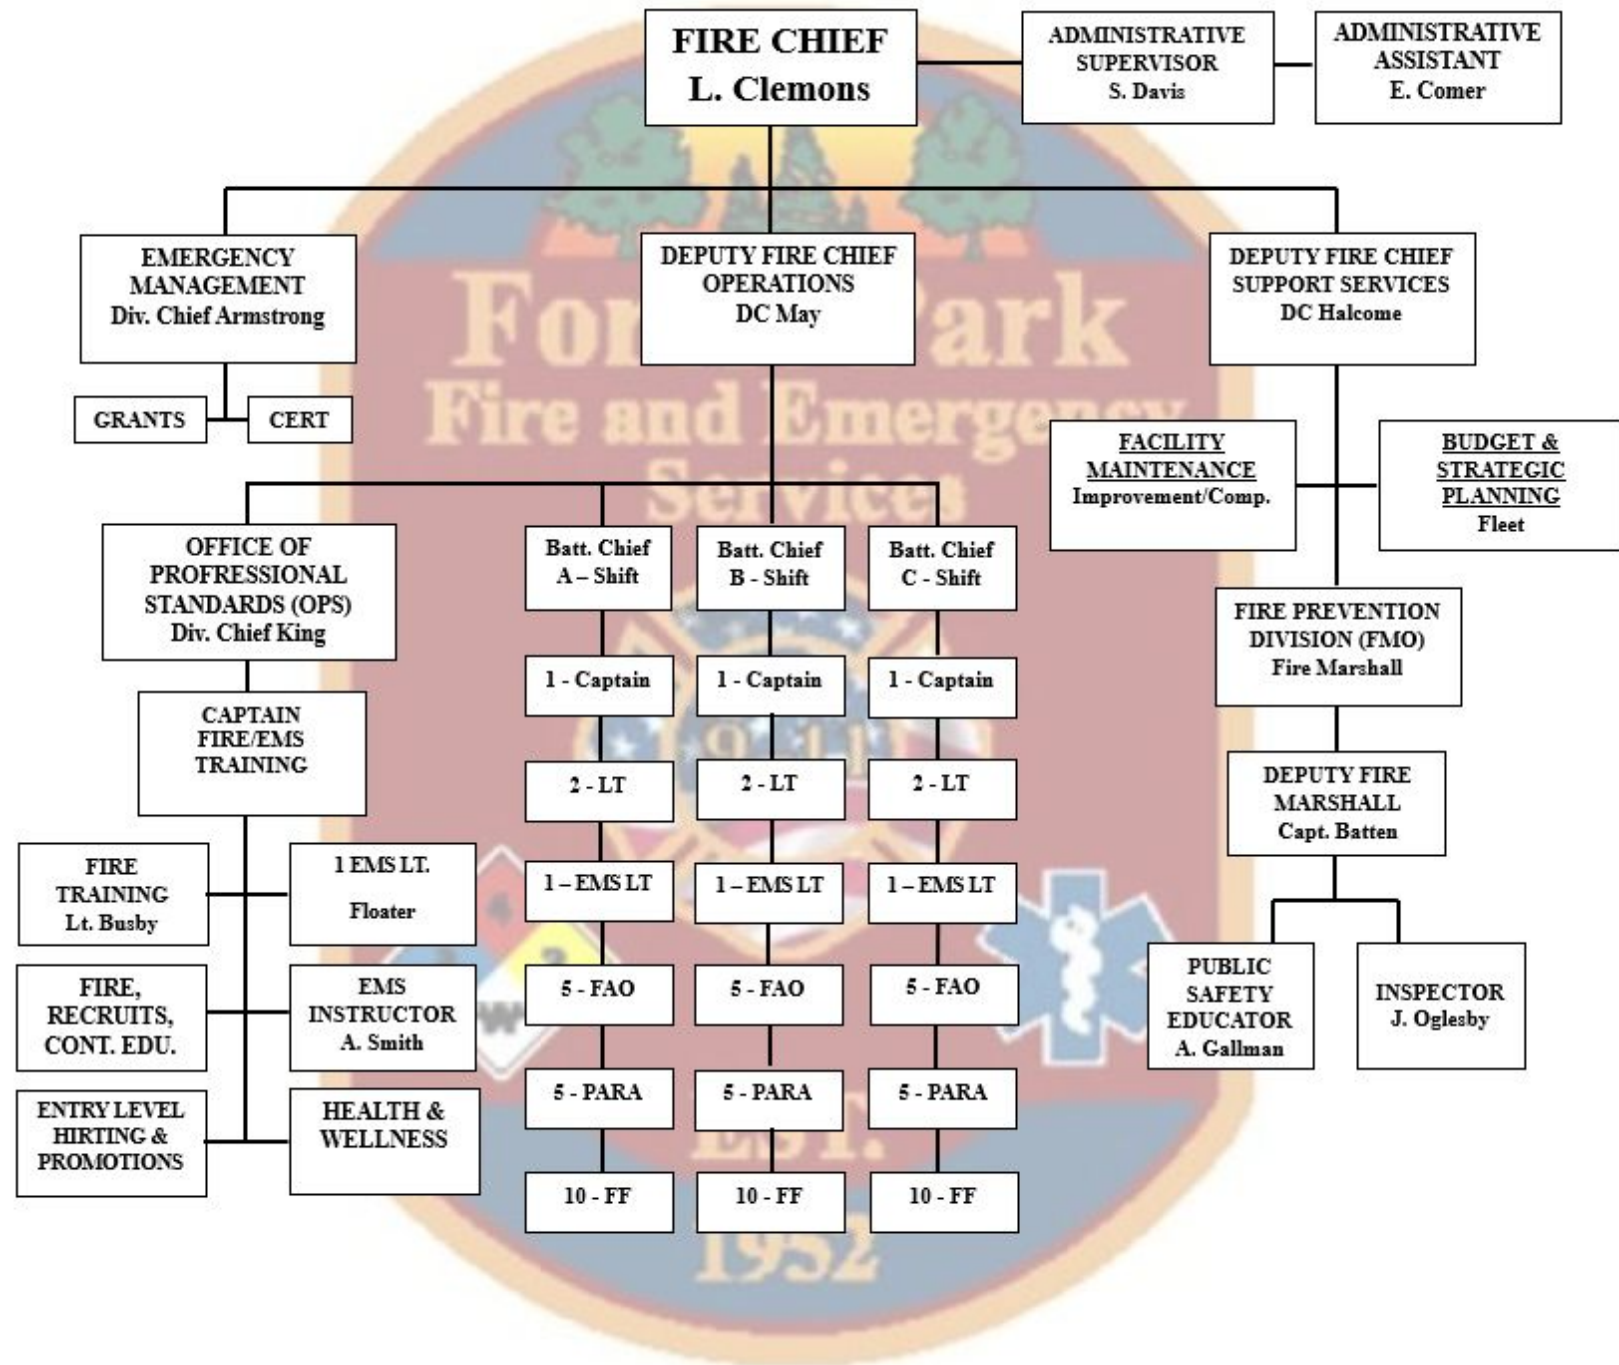 FIRE CHIEF
L. Clemons
ADMINISTRATIVE
SUPERVISOR
S. Davis
ADMINISTRATIVE
ASSISTANT
E. Comer
EMERGENCY
MANAGEMENT
Div. Chief Armstrong
DEPUTY FIRE CHIEF
OPERATIONS
DC May
DEPUTY FIRE CHIEF
SUPPORT SERVICES
DC Halcome
GRANTS
CERT
FACILITY
MAINTENANCE
Improvement/Comp.
BUDGET &
STRATEGIC
PLANNING
Fleet
OFFICE OF
PROFRESSIONAL
STANDARDS (OPS)
Div. Chief King
Batt. Chief
A – Shift
Batt. Chief
B - Shift
Batt. Chief
C - Shift
FIRE PREVENTION
DIVISION (FMO)
Fire Marshall
1 - Captain
1 - Captain
1 - Captain
CAPTAIN
FIRE/EMS
TRAINING
2 - LT
2 - LT
2 - LT
DEPUTY FIRE
MARSHALL
Capt. Batten
FIRE
TRAINING
Lt. Busby
1 EMS LT.
Floater
1 – EMS LT
1 – EMS LT
1 – EMS LT
FIRE,
RECRUITS,
CONT. EDU.
EMS
INSTRUCTOR
A. Smith
5 - FAO
5 - FAO
5 - FAO
PUBLIC
SAFETY
EDUCATOR
A. Gallman
INSPECTOR
J. Oglesby
ENTRY LEVEL
HIRTING &
PROMOTIONS
HEALTH &
WELLNESS
5 - PARA
5 - PARA
5 - PARA
10 - FF
10 - FF
10 - FF
Park
Fire and Emergency
Services
9-11
4
W
EST.
1952